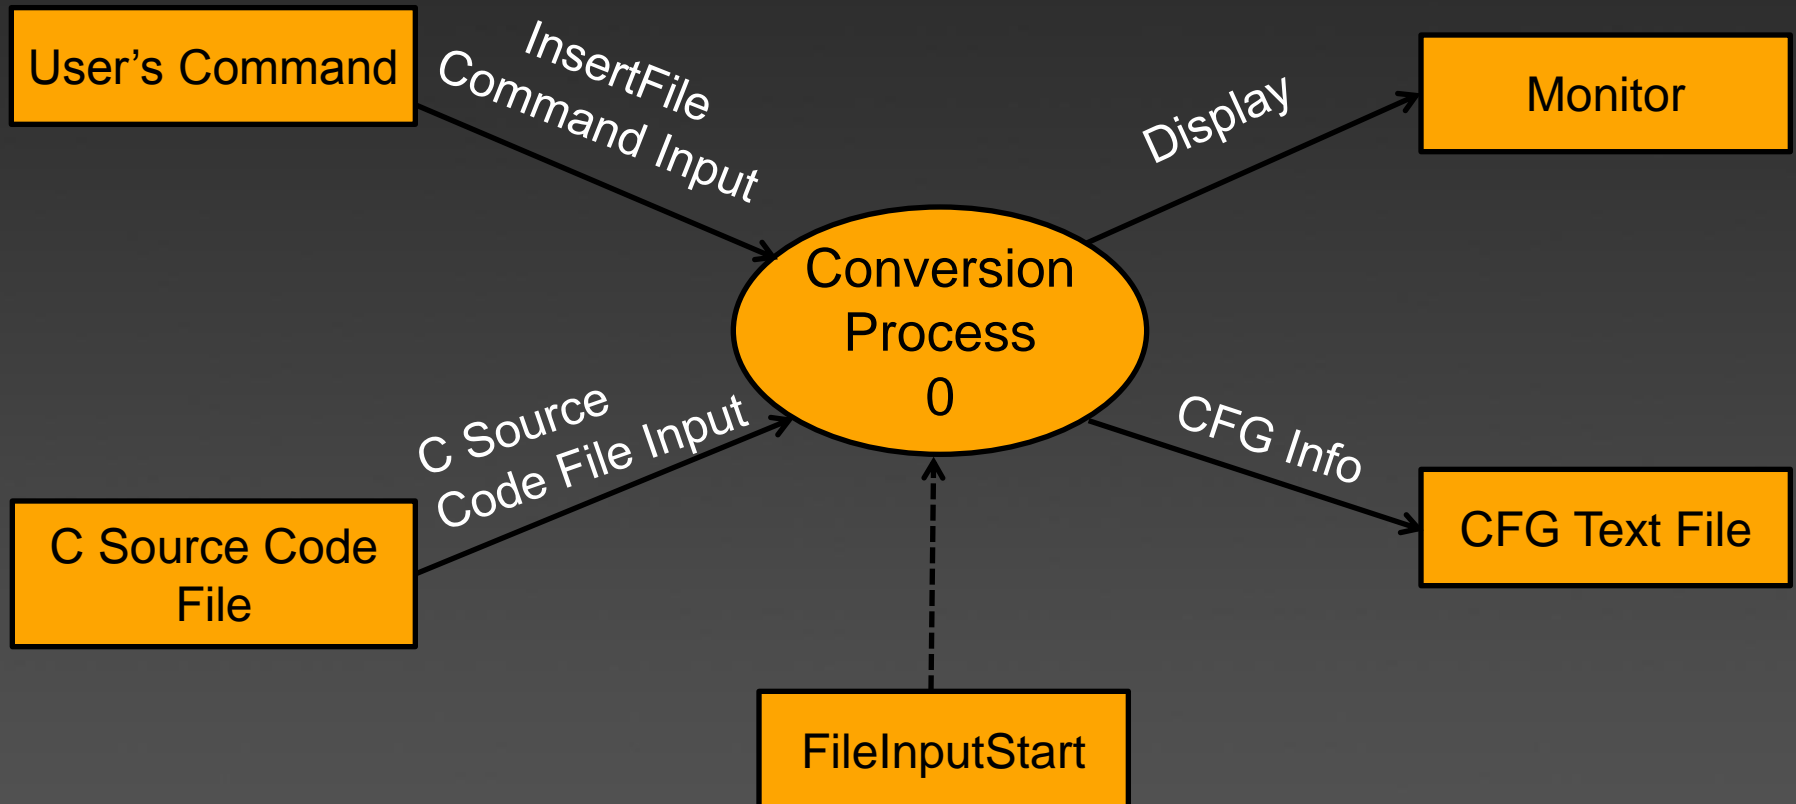 User’s Command
InsertFile
Command Input
Display
Monitor
Conversion
Process
0
C Source
Code File Input
CFG Info
C Source Code
File
CFG Text File
FileInputStart